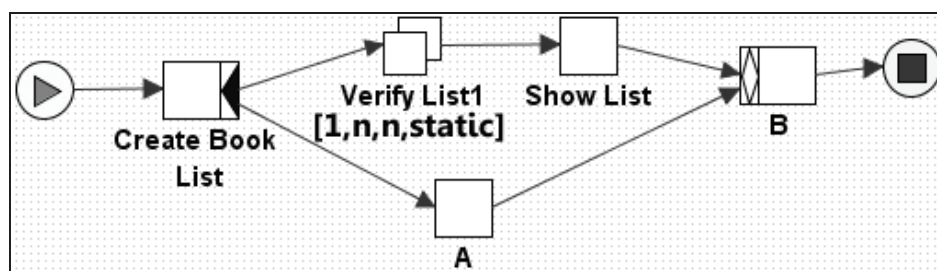 Create Book
List
Verify List1
[1,n,n,static]
Show List
A
B